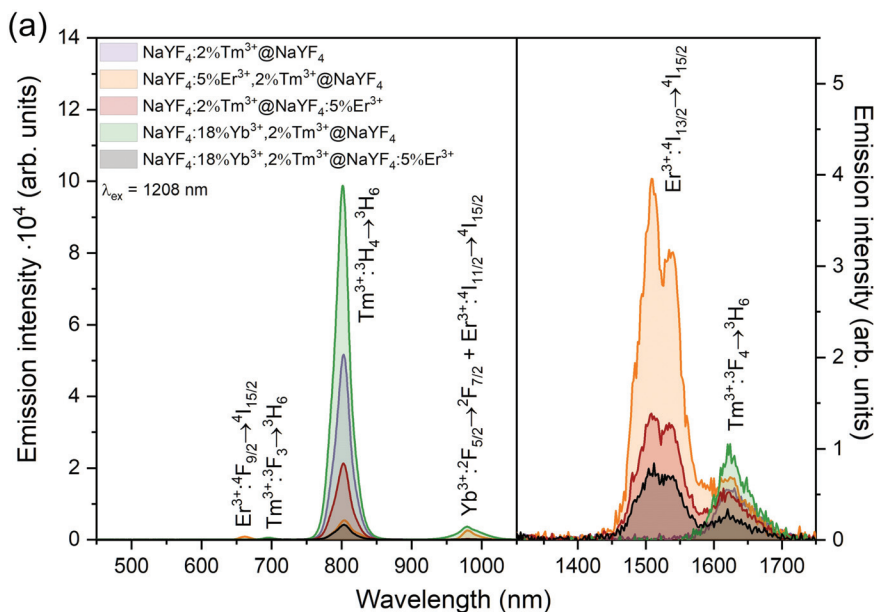 (a)
NaYF₄:2%Tm³⁺@NaYF₄
NaYF₄:5%Er³⁺,2%Tm³⁺@NaYF₄
NaYF₄:2%Tm³⁺@NaYF₄:5%Er³⁺
NaYF₄:18%Yb³⁺,2%Tm³⁺@NaYF₄
NaYF₄:18%Yb³⁺,2%Tm³⁺@NaYF₄:5%Er³⁺
λex = 1208 nm
Er³⁺:⁴F9/2→⁴I15/2
Tm³⁺:³F₃→³H₆
Tm³⁺:³H₄→³H₆
Yb³⁺:²F5/2→²F7/2 + Er³⁺:⁴I11/2→⁴I15/2
Er³⁺:⁴I13/2→⁴I15/2
Tm³⁺:³F₄→³H₆
Emission intensity ·10⁴ (arb. units)
14
12
10
8
6
4
2
0
5
4
3
2
1
0
Emission intensity (arb. units)
500 600 700 800 900 1000 1400 1500 1600 1700
Wavelength (nm)